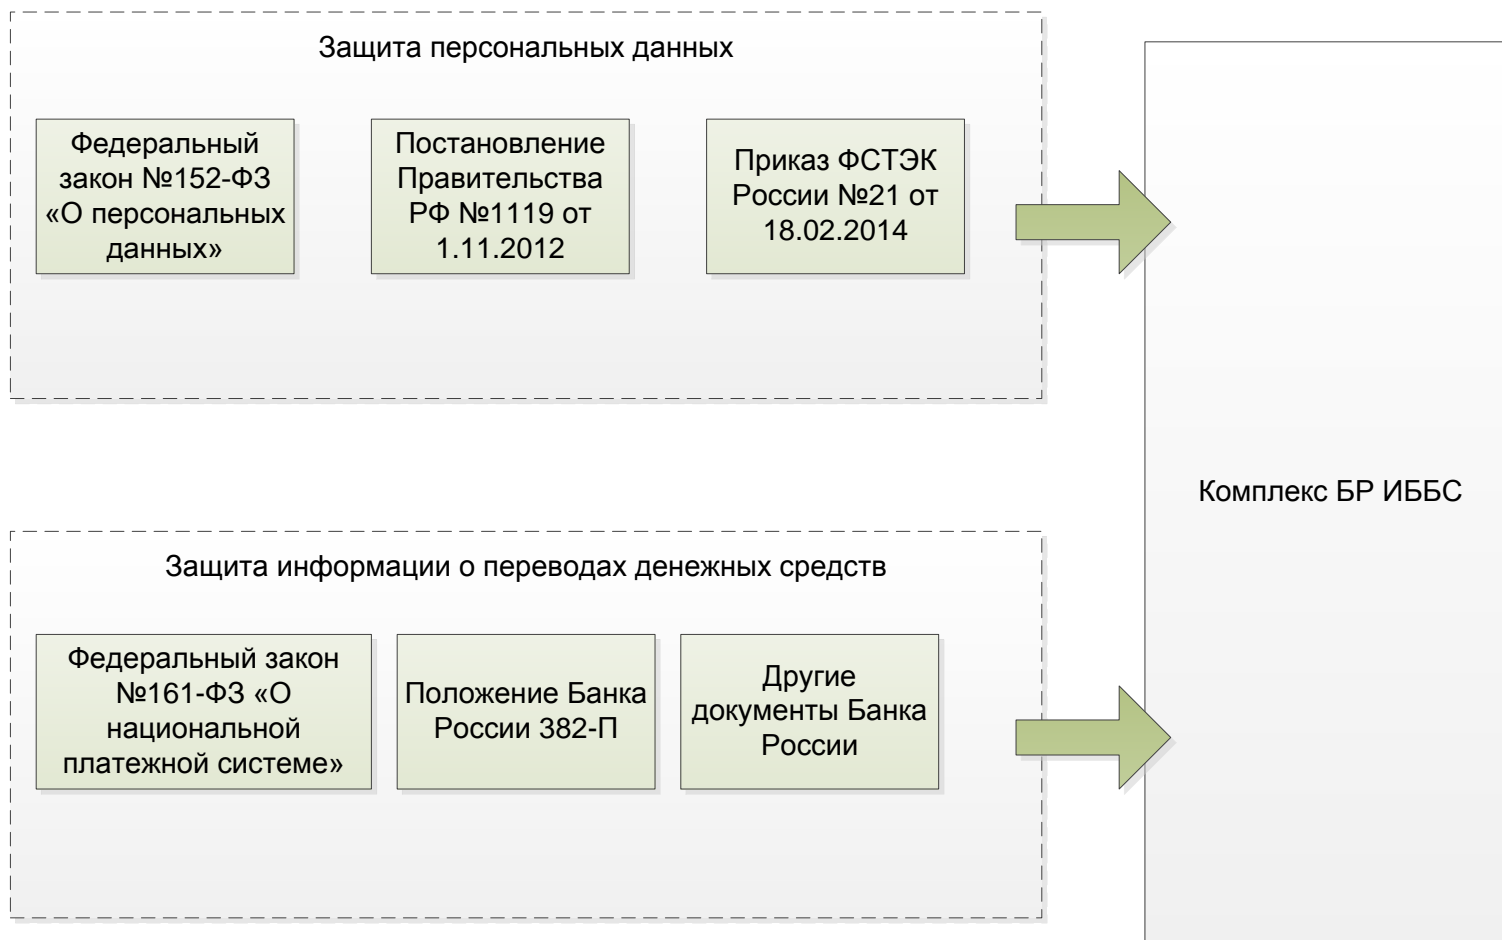 Защита персональных данных
Федеральный
закон №152-ФЗ
«О персональных
данных»
Постановление
Правительства
РФ №1119 от
1.11.2012
Приказ ФСТЭК
России №21 от
18.02.2014
Комплекс БР ИББС
Защита информации о переводах денежных средств
Федеральный закон
№161-ФЗ «О
национальной
платежной системе»
Положение Банка
России 382-П
Другие
документы Банка
России